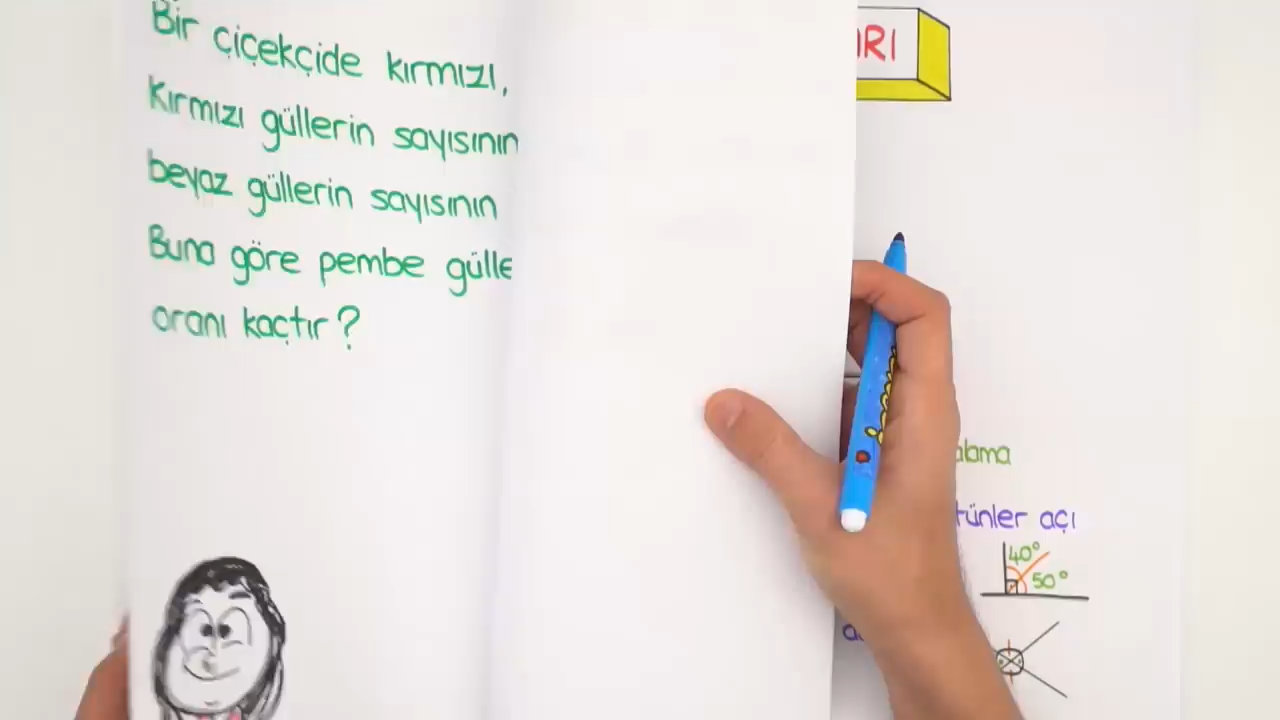 Bir çiçekçide kırmızı,
Kırmızı güllerin sayısının
beyaz güllerin sayısının
Buna göre pembe gülle
oranı kaçtır?
ARI
alama
tünler açı
40°
50°